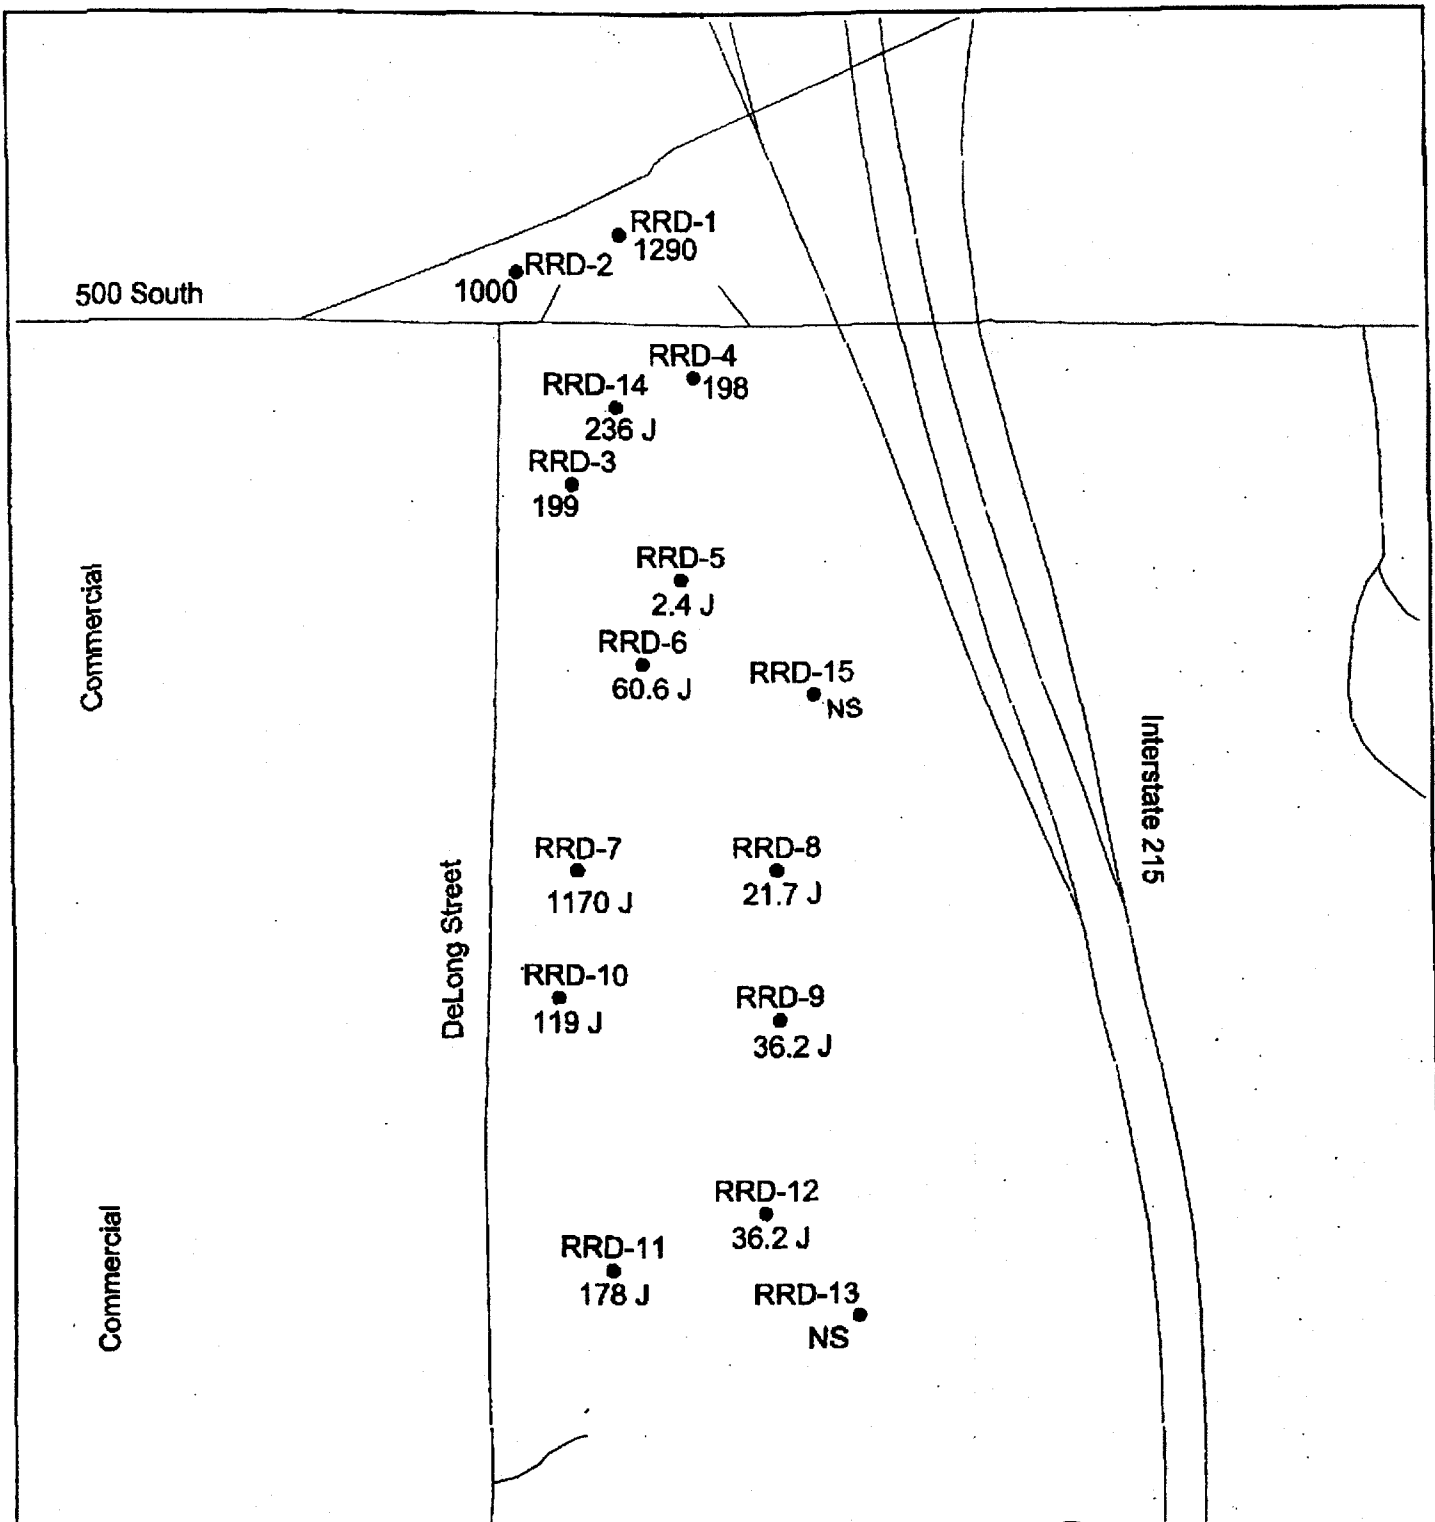 RRD-1
1290
RRD-2
1000
500 South
RRD-4
198
RRD-14
236 J
RRD-3
199
RRD-5
2.4 J
RRD-6
60.6 J
RRD-15
NS
Commercial
Interstate 215
RRD-7
1170 J
RRD-8
21.7 J
DeLong Street
RRD-10
119 J
RRD-9
36.2 J
RRD-12
36.2 J
RRD-11
178 J
RRD-13
NS
Commercial